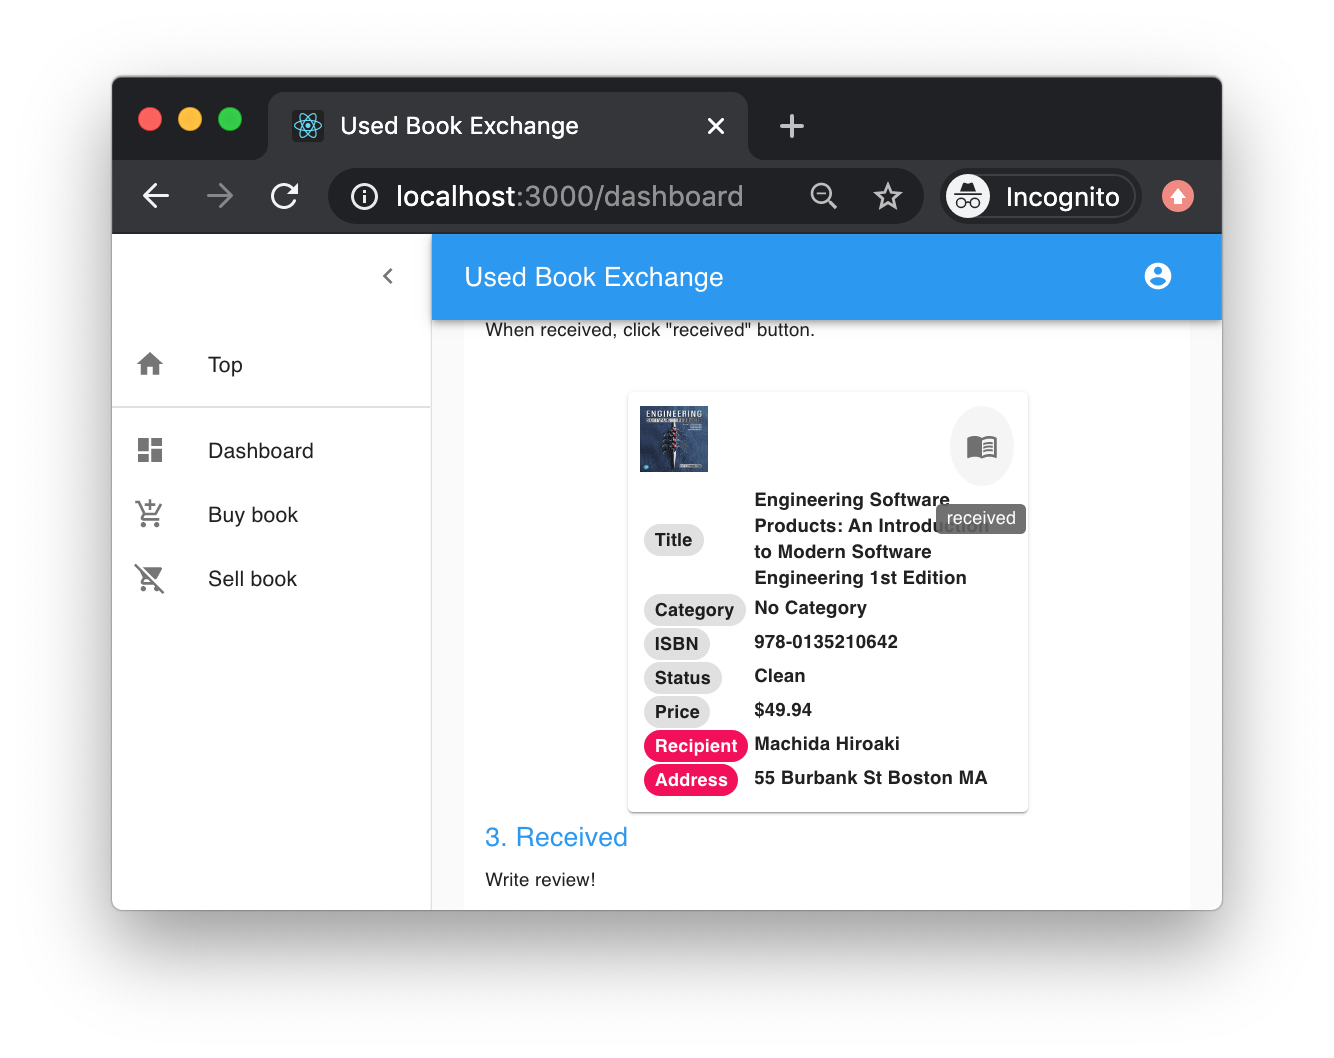 Used Book Exchange
localhost:3000/dashboard
Incognito
Used Book Exchange
Top
Dashboard
Buy book
Sell book
When received, click "received" button.
ENGINEERING
received
Title
Engineering Software
Products: An Introduction
to Modern Software
Engineering 1st Edition
Category No Category
ISBN 978-0135210642
Status Clean
Price $49.94
Recipient Machida Hiroaki
Address 55 Burbank St Boston MA
3. Received
Write review!